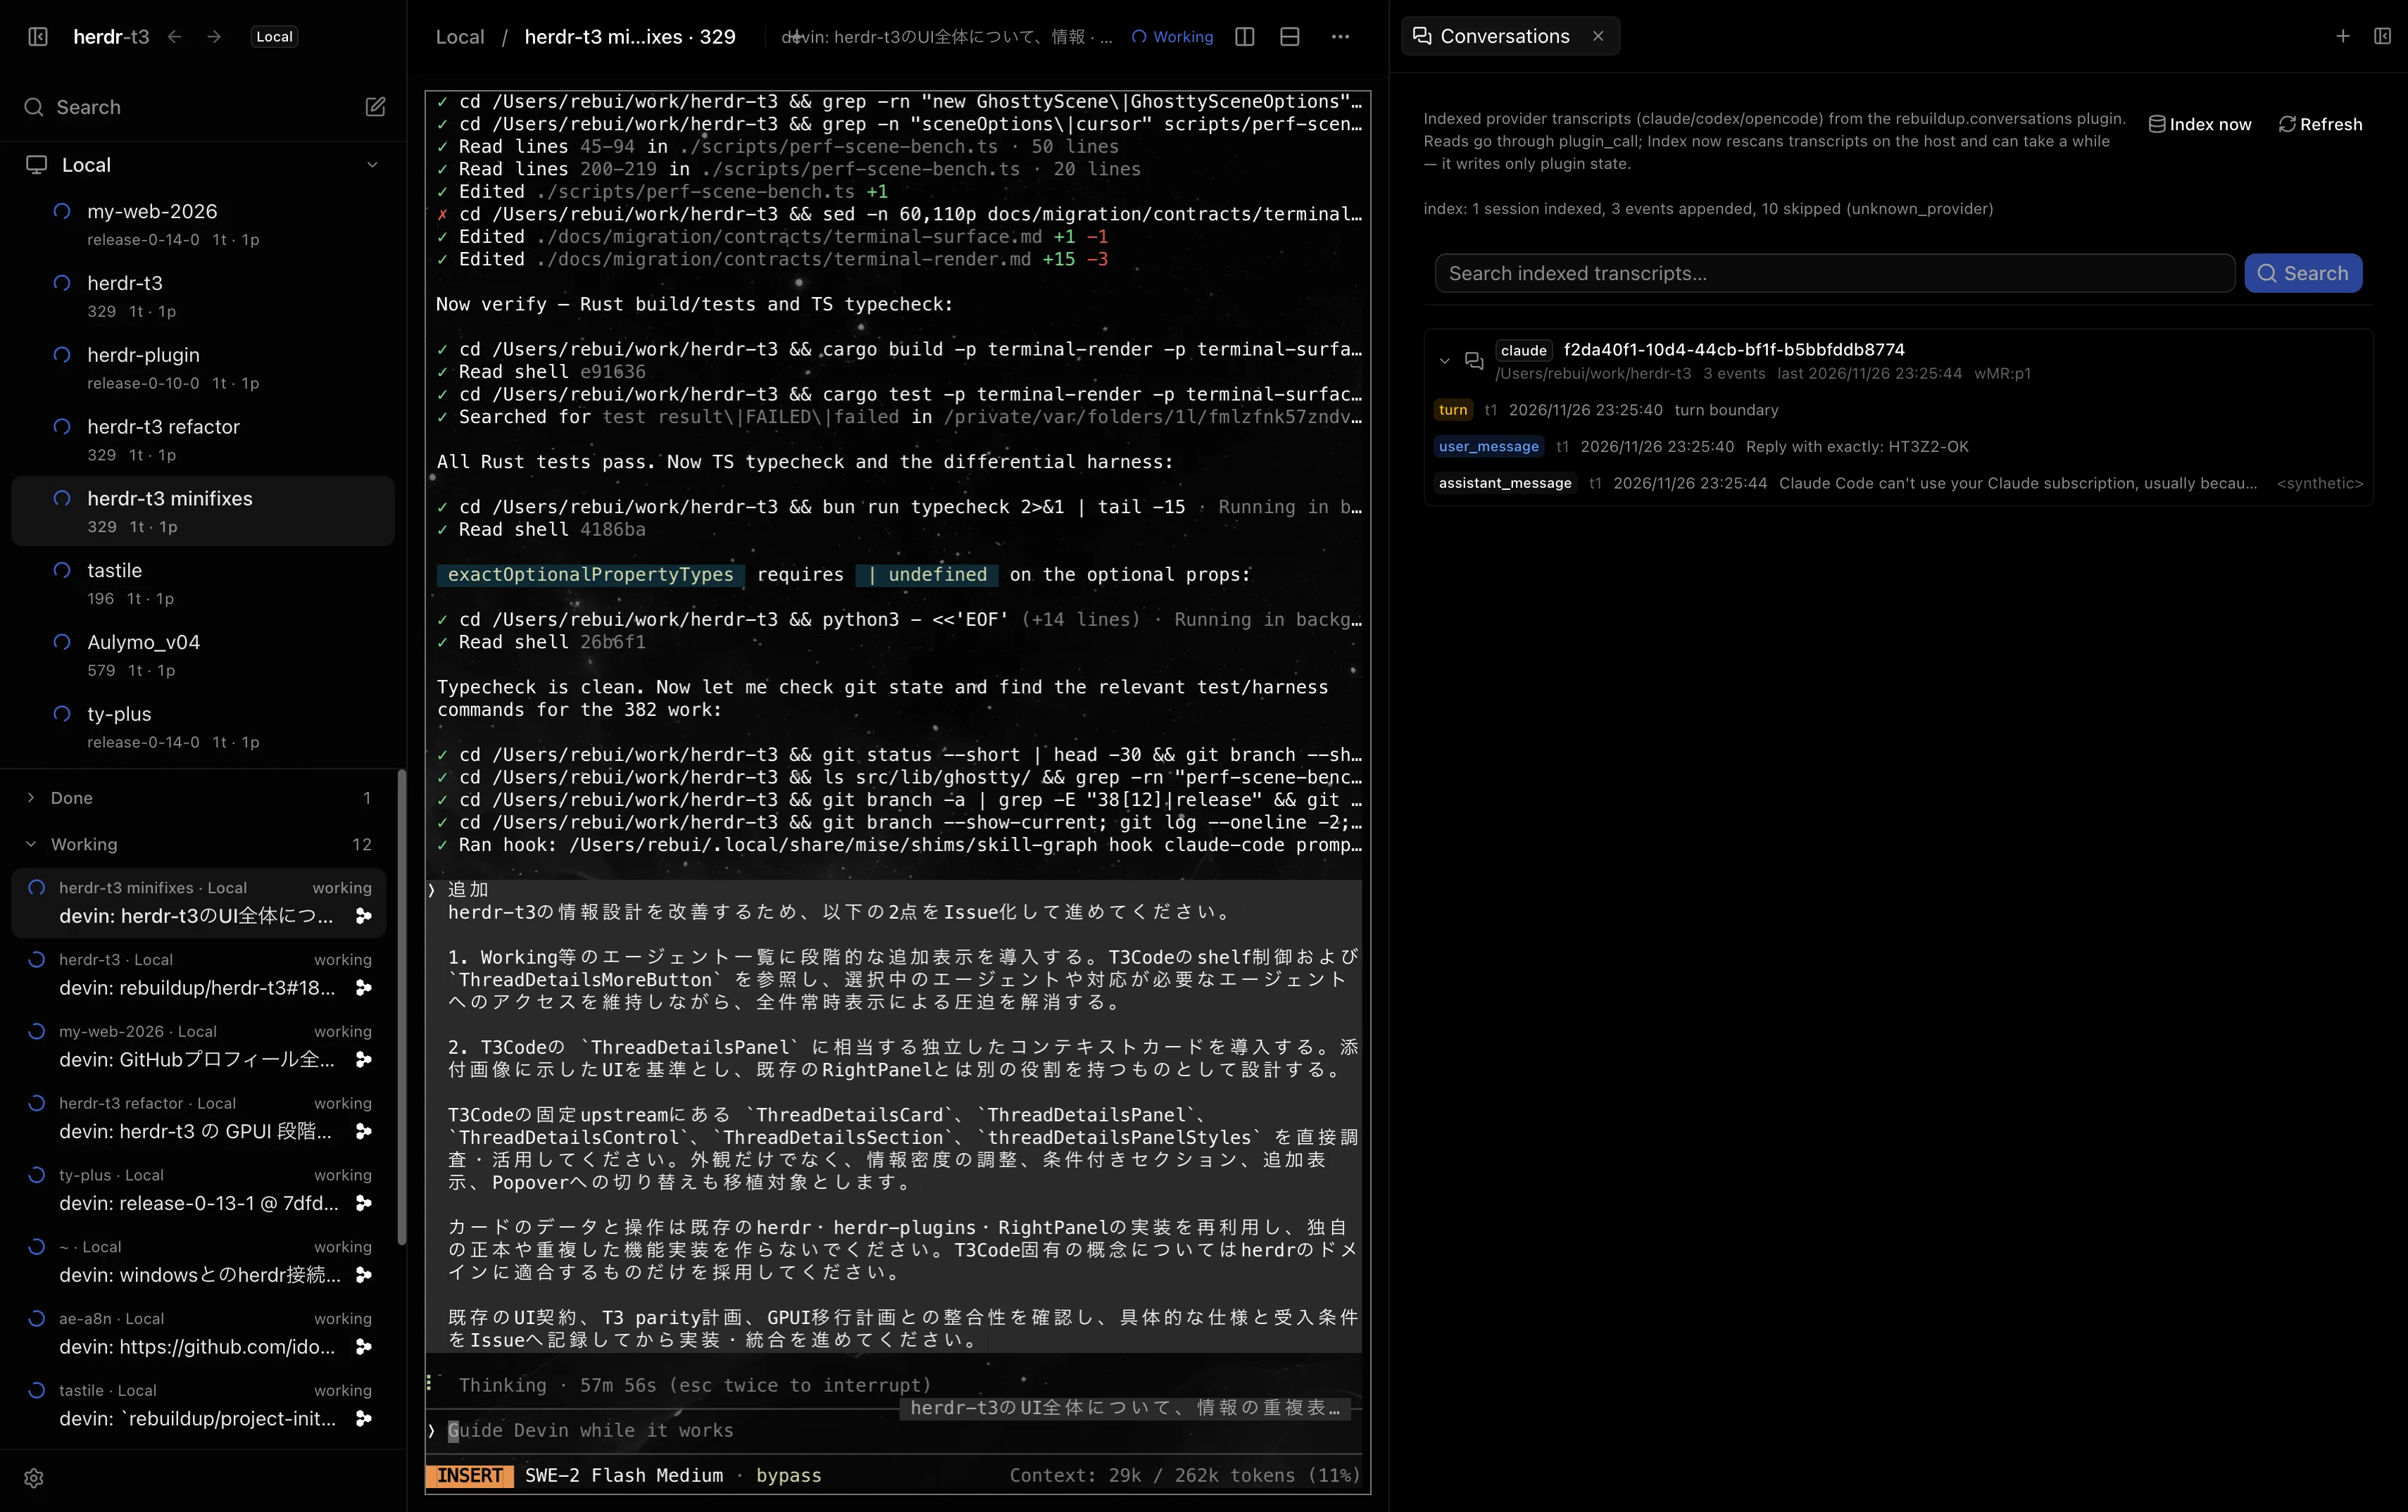 herdr-t3 Local
Search
Local
my-web-2026
release-0-14-0 1t · 1p
herdr-t3
329 1t · 1p
herdr-plugin
release-0-10-0 1t · 1p
herdr-t3 refactor
329 1t · 1p
herdr-t3 minifixes
329 1t · 1p
tastile
196 1t · 1p
Aulymo_v04
579 1t · 1p
ty-plus
release-0-14-0 1t · 1p
Done 1
Working 12
herdr-t3 minifixes · Local working
devin: herdr-t3のUI全体につ...
herdr-t3 · Local working
devin: rebuildup/herdr-t3#18...
my-web-2026 · Local working
devin: GitHubプロフィール全...
herdr-t3 refactor · Local working
devin: herdr-t3 の GPUI 段階...
ty-plus · Local working
devin: release-0-13-1 @ 7dfd...
~ · Local working
devin: windowsとのherdr接続...
ae-a8n · Local working
devin: https://github.com/ido...
tastile · Local working
devin: `rebuildup/project-init...
Local / herdr-t3 mi...ixes · 329 devin: herdr-t3のUI全体について、情報 · ... Working
✓ cd /Users/rebui/work/herdr-t3 && grep -rn "new GhosttyScene\|GhosttySceneOptions"…
✓ cd /Users/rebui/work/herdr-t3 && grep -n "sceneOptions\|cursor" scripts/perf-scen…
✓ Read lines 45-94 in ./scripts/perf-scene-bench.ts · 50 lines
✓ Read lines 200-219 in ./scripts/perf-scene-bench.ts · 20 lines
✓ Edited ./scripts/perf-scene-bench.ts +1
✗ cd /Users/rebui/work/herdr-t3 && sed -n 60,110p docs/migration/contracts/terminal…
✓ Edited ./docs/migration/contracts/terminal-surface.md +1 -1
✓ Edited ./docs/migration/contracts/terminal-render.md +15 -3
Now verify — Rust build/tests and TS typecheck:
✓ cd /Users/rebui/work/herdr-t3 && cargo build -p terminal-render -p terminal-surfa…
✓ Read shell e91636
✓ cd /Users/rebui/work/herdr-t3 && cargo test -p terminal-render -p terminal-surfac…
✓ Searched for test result\|FAILED\|failed in /private/var/folders/1l/fmlzfnk57zndv…
All Rust tests pass. Now TS typecheck and the differential harness:
✓ cd /Users/rebui/work/herdr-t3 && bun run typecheck 2>&1 | tail -15 · Running in b…
✓ Read shell 4186ba
exactOptionalPropertyTypes requires | undefined on the optional props:
✓ cd /Users/rebui/work/herdr-t3 && python3 - <<'EOF' (+14 lines) · Running in backg…
✓ Read shell 26b6f1
Typecheck is clean. Now let me check git state and find the relevant test/harness
commands for the 382 work:
✓ cd /Users/rebui/work/herdr-t3 && git status --short | head -30 && git branch --sh…
✓ cd /Users/rebui/work/herdr-t3 && ls src/lib/ghostty/ && grep -rn "perf-scene-benc…
✓ cd /Users/rebui/work/herdr-t3 && git branch -a | grep -E "38[12]|release" && git …
✓ cd /Users/rebui/work/herdr-t3 && git branch --show-current; git log --oneline -2;…
✓ Ran hook: /Users/rebui/.local/share/mise/shims/skill-graph hook claude-code promp…
❯ 追加
herdr-t3の情報設計を改善するため、以下の2点をIssue化して進めてください。
1. Working等のエージェント一覧に段階的な追加表示を導入する。T3Codeのshelf制御および
`ThreadDetailsMoreButton` を参照し、選択中のエージェントや対応が必要なエージェント
へのアクセスを維持しながら、全件常時表示による圧迫を解消する。
2. T3Codeの `ThreadDetailsPanel` に相当する独立したコンテキストカードを導入する。添
付画像に示したUIを基準とし、既存のRightPanelとは別の役割を持つものとして設計する。
T3Codeの固定upstreamにある `ThreadDetailsCard`、`ThreadDetailsPanel`、
`ThreadDetailsControl`、`ThreadDetailsSection`、`threadDetailsPanelStyles` を直接調
査・活用してください。外観だけでなく、情報密度の調整、条件付きセクション、追加表
示、Popoverへの切り替えも移植対象とします。
カードのデータと操作は既存のherdr・herdr-plugins・RightPanelの実装を再利用し、独自
の正本や重複した機能実装を作らないでください。T3Code固有の概念についてはherdrのドメ
インに適合するものだけを採用してください。
既存のUI契約、T3 parity計画、GPUI移行計画との整合性を確認し、具体的な仕様と受入条件
をIssueへ記録してから実装・統合を進めてください。
Thinking · 57m 56s (esc twice to interrupt)
herdr-t3のUI全体について、情報の重複表…
❯ Guide Devin while it works
INSERT SWE-2 Flash Medium · bypass Context: 29k / 262k tokens (11%)
Conversations
Indexed provider transcripts (claude/codex/opencode) from the rebuildup.conversations plugin.
Reads go through plugin_call; Index now rescans transcripts on the host and can take a while
— it writes only plugin state.
Index now Refresh
index: 1 session indexed, 3 events appended, 10 skipped (unknown_provider)
Search indexed transcripts... Search
claude f2da40f1-10d4-44cb-bf1f-b5bbfddb8774
/Users/rebui/work/herdr-t3 3 events last 2026/11/26 23:25:44 wMR:p1
turn t1 2026/11/26 23:25:40 turn boundary
user_message t1 2026/11/26 23:25:40 Reply with exactly: HT3Z2-OK
assistant_message t1 2026/11/26 23:25:44 Claude Code can't use your Claude subscription, usually becau... <synthetic>